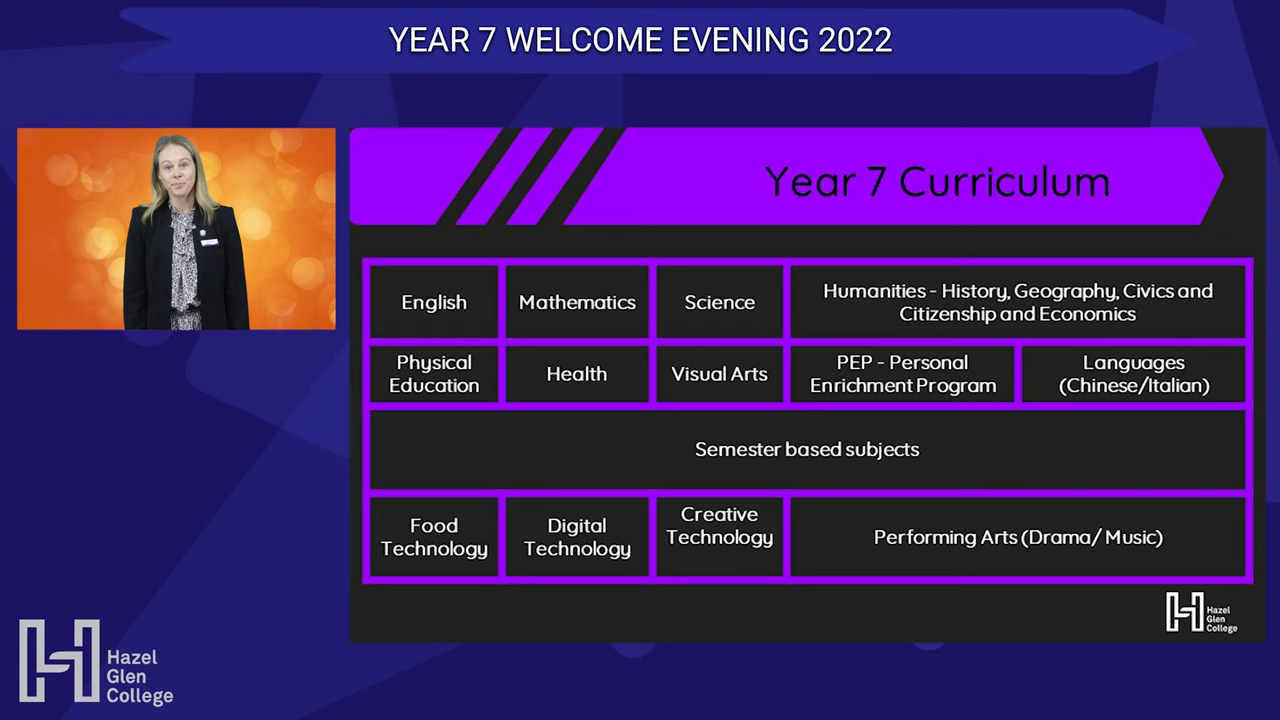 YEAR 7 WELCOME EVENING 2022
Year 7 Curriculum
English
Mathematics
Science
Humanities - History, Geography, Civics and
Citizenship and Economics
Physical
Education
Health
Visual Arts
PEP - Personal
Enrichment Program
Languages
(Chinese/Italian)
Semester based subjects
Food
Technology
Digital
Technology
Creative
Technology
Performing Arts (Drama/ Music)
Hazel
Glen
College
Hazel
Glen
College